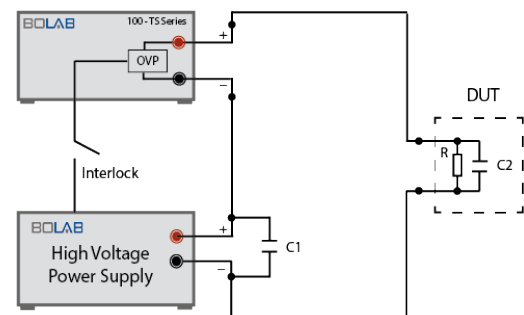 BOLAB
100 - TS Series
+
OVP
−
DUT
R
C2
Interlock
BOLAB
High Voltage
Power Supply
+
C1
−